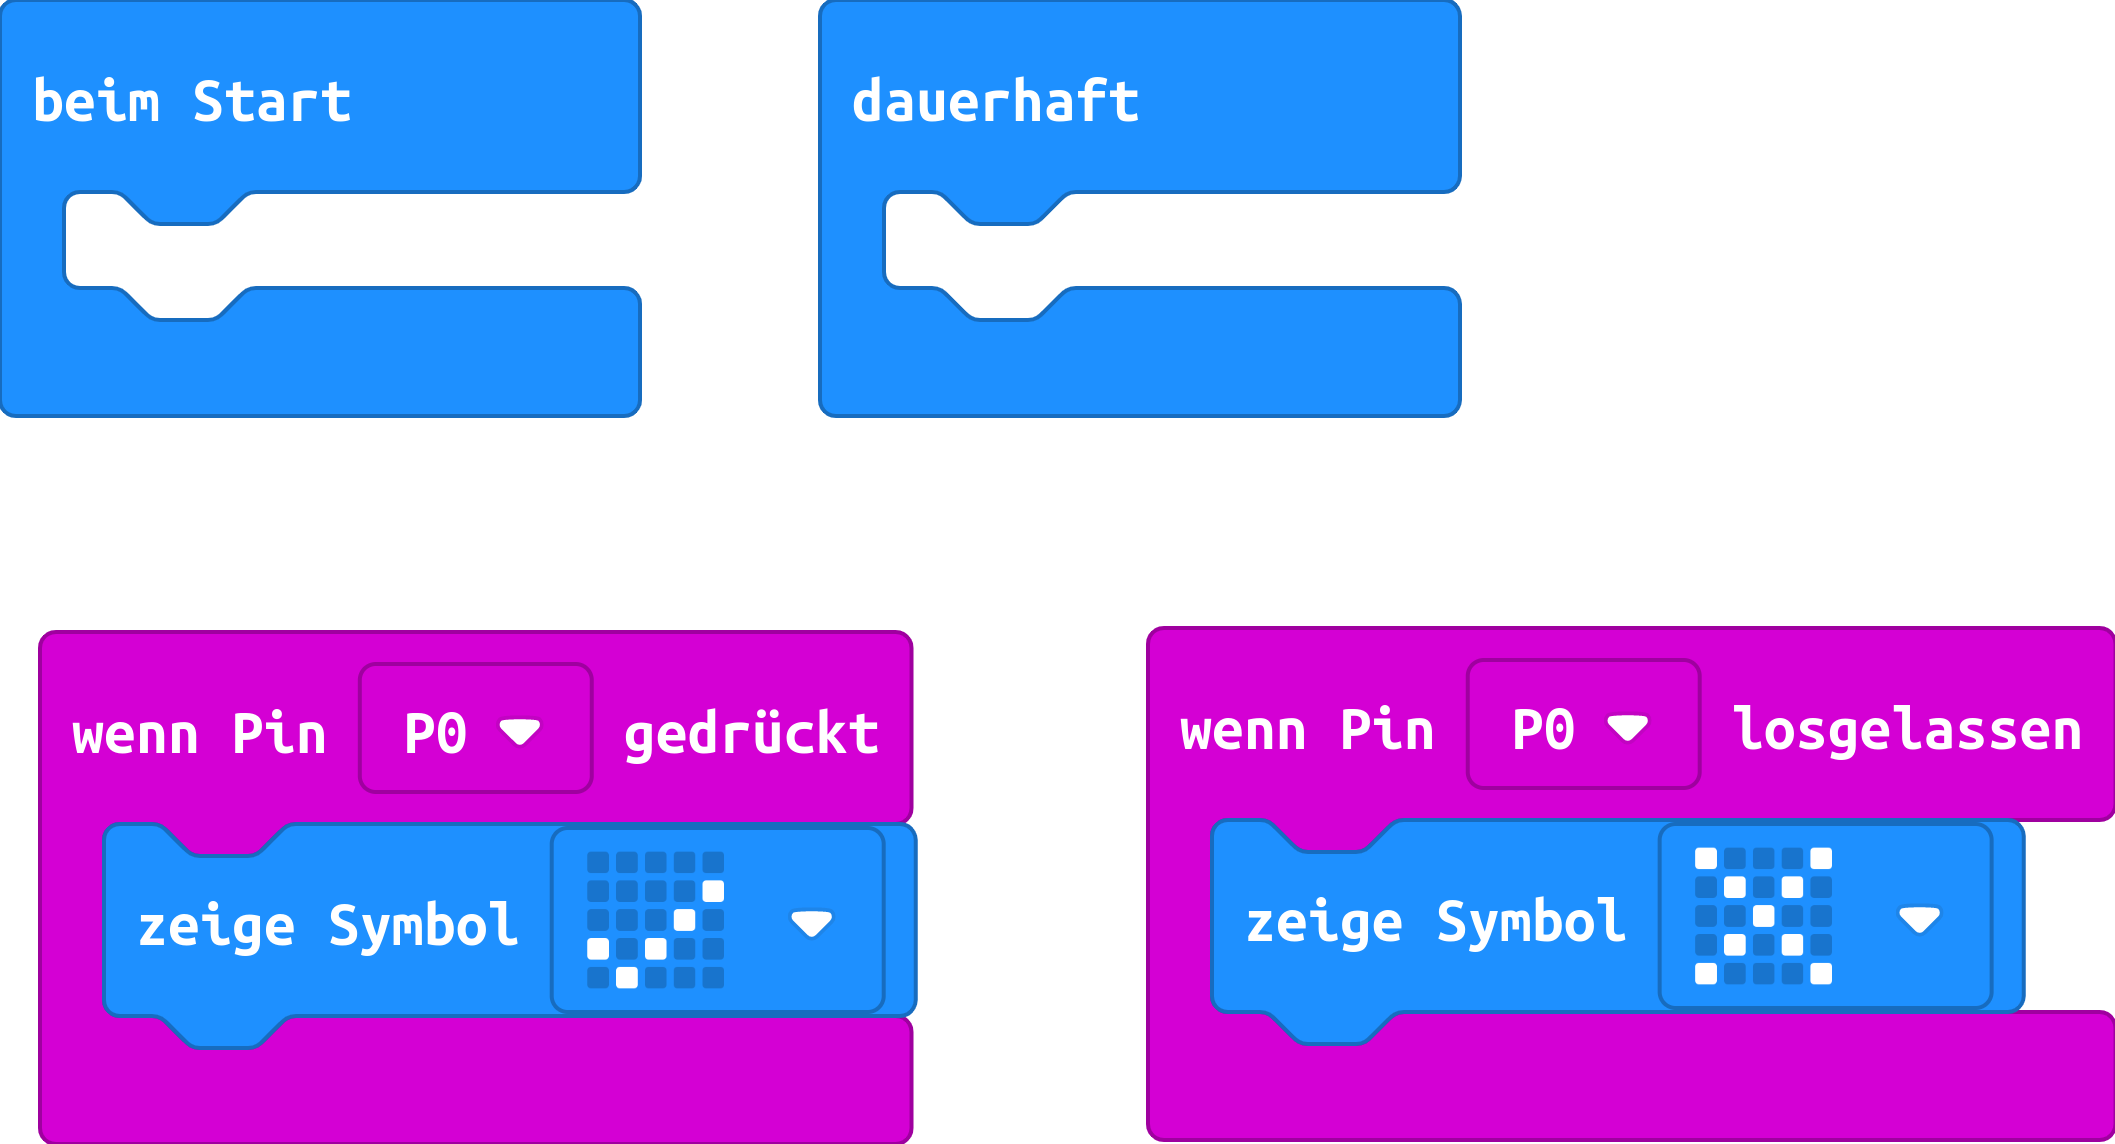 beim Start
dauerhaft
wenn Pin P0 gedrückt
zeige Symbol
wenn Pin P0 losgelassen
zeige Symbol